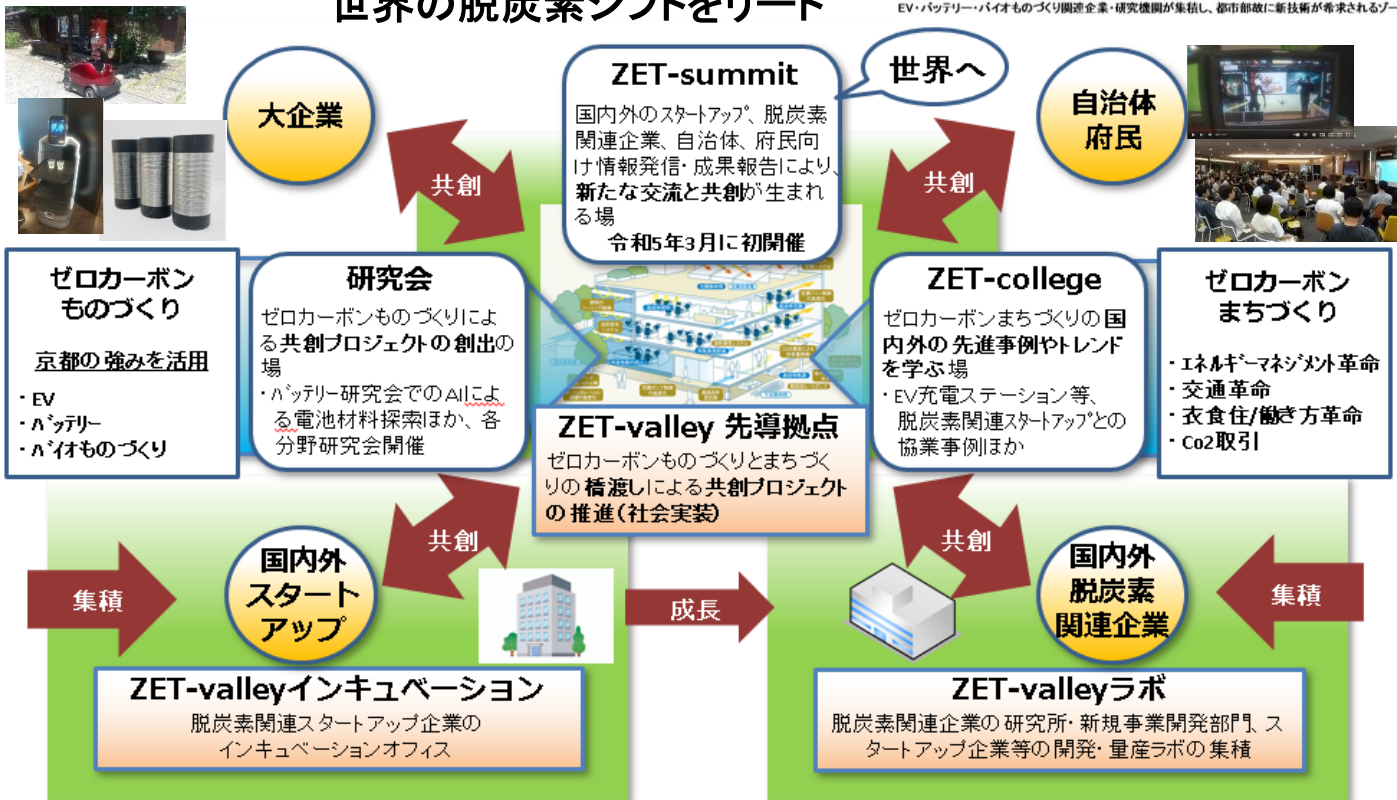 世界の脱炭素シフトをリード
EV・バッテリー・バイオものづくり関連企業・研究機関が集積し、都市部故に新技術が希求されるゾー
大企業
共創
ZET-summit
国内外のスタートアップ、脱炭素
関連企業、自治体、府民向
け情報発信・成果報告により、
新たな交流と共創が生まれ
る場
令和5年3月に初開催
世界へ
共創
自治体
府民
ゼロカーボン
ものづくり
京都の強みを活用
・EV
・バッテリー
・バイオものづくり
研究会
ゼロカーボンものづくりによ
る共創プロジェクトの創出の
場
・バッテリー研究会でのAIによ
る電池材料探索ほか、各
分野研究会開催
ZET-valley 先導拠点
ゼロカーボンものづくりとまちづく
りの橋渡しによる共創プロジェクト
の推進(社会実装)
ZET-college
ゼロカーボンまちづくりの国
内外の先進事例やトレンド
を学ぶ場
・EV充電ステーション等、
脱炭素関連スタートアップとの
協業事例ほか
ゼロカーボン
まちづくり
・エネルギーマネジメント革命
・交通革命
・衣食住/働き方革命
・Co2取引
集積
国内外
スタート
アップ
共創
成長
共創
国内外
脱炭素
関連企業
集積
ZET-valleyインキュベーション
脱炭素関連スタートアップ企業の
インキュベーションオフィス
ZET-valleyラボ
脱炭素関連企業の研究所・新規事業開発部門、ス
タートアップ企業等の開発・量産ラボの集積